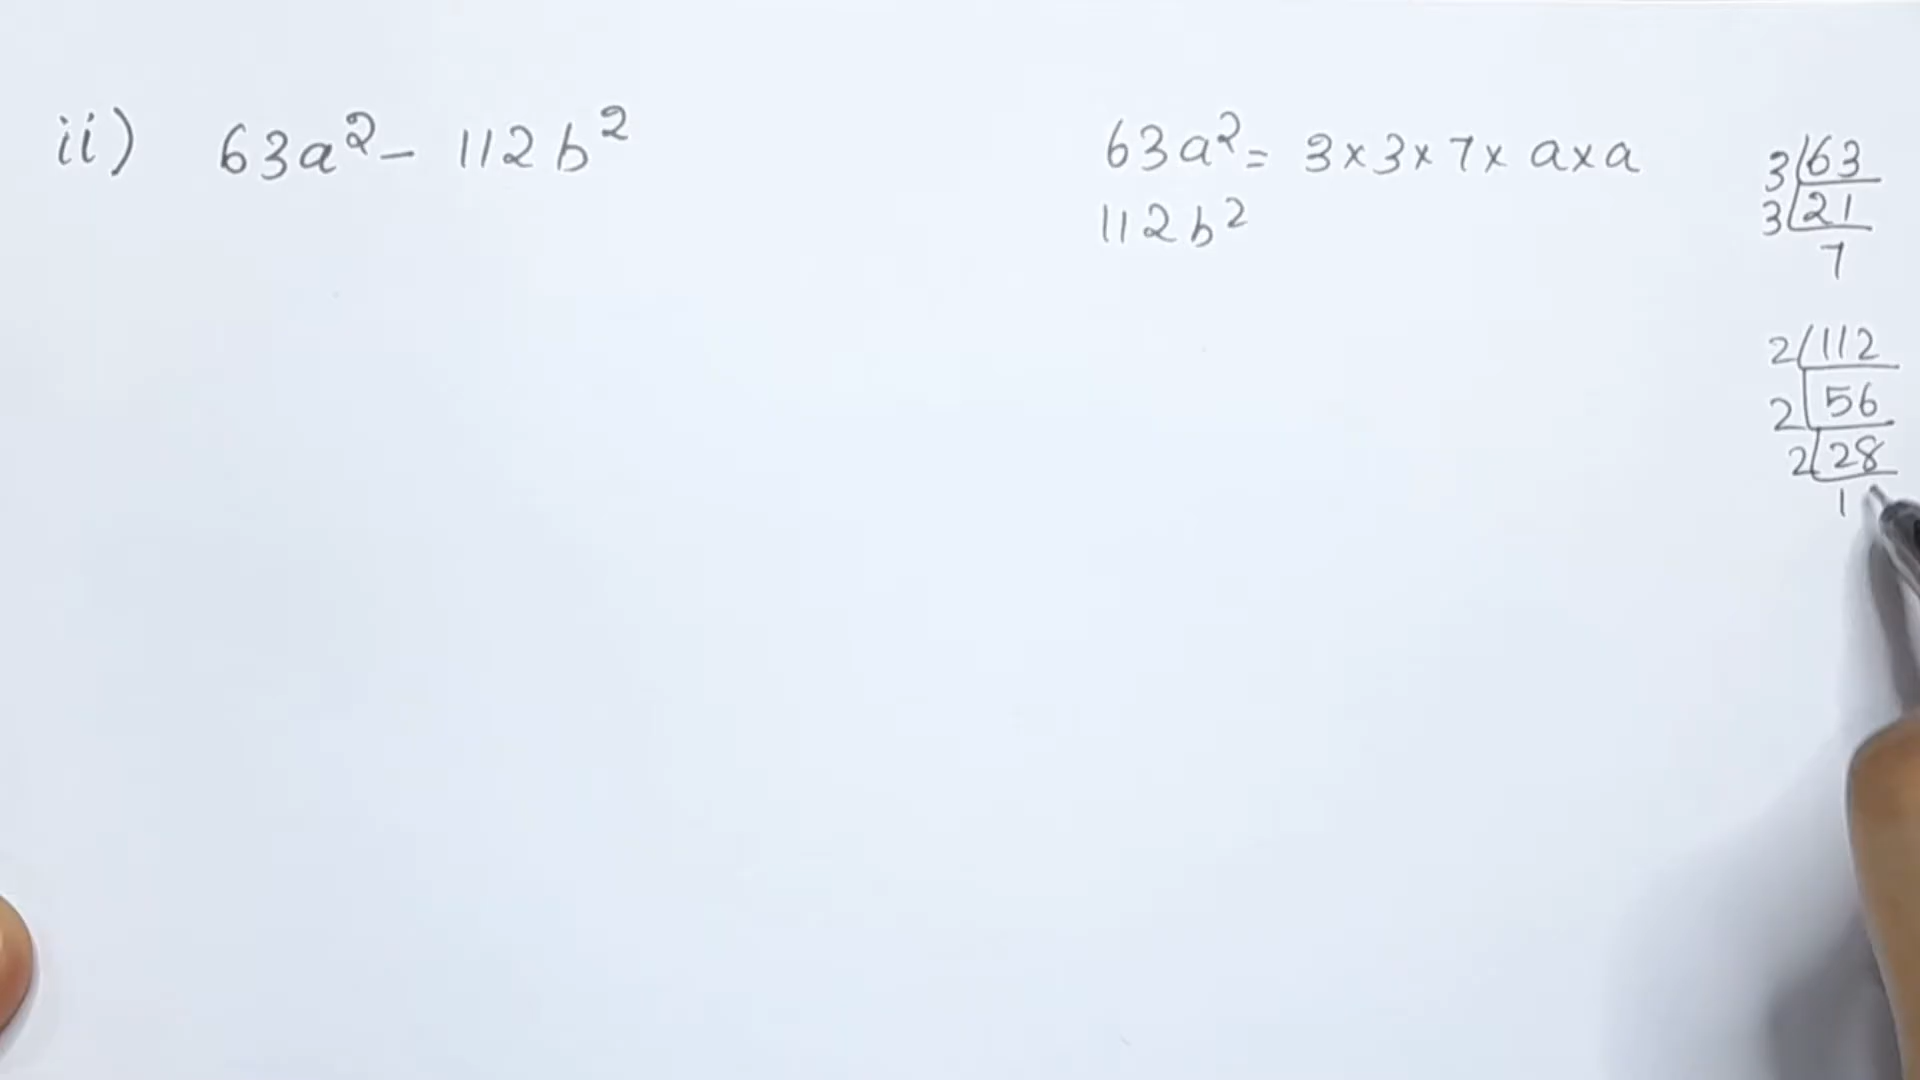 ii) 63a² - 112b²
63a² = 3 × 3 × 7 × a × a
112b²
3 63
3 21
7
2 112
2 56
2 28
1